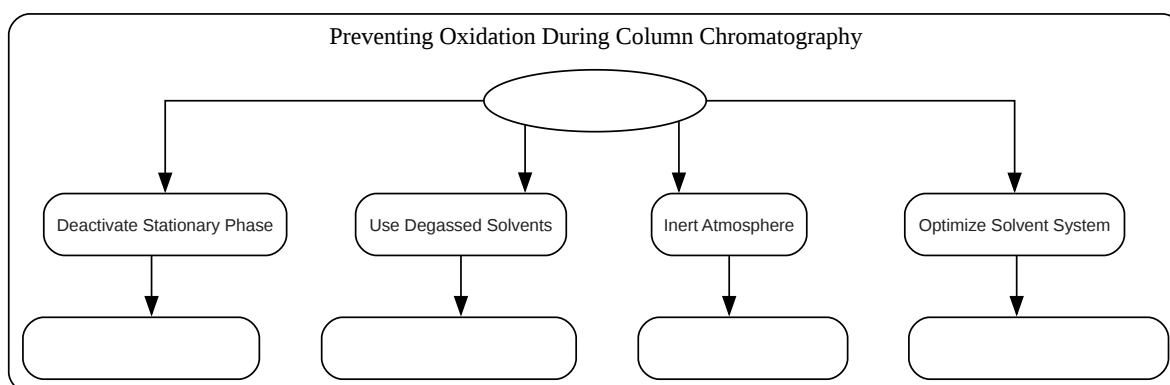 Preventing Oxidation During Column Chromatography
Deactivate Stationary Phase
Use Degassed Solvents
Inert Atmosphere
Optimize Solvent System